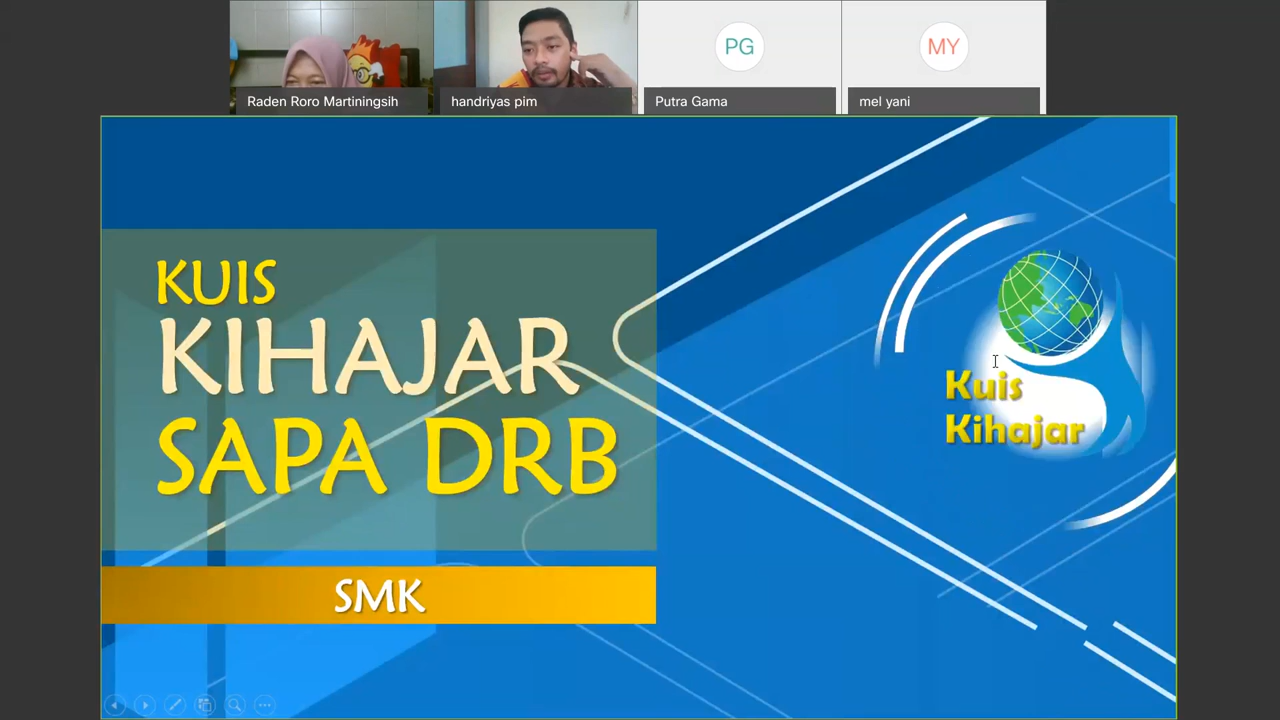 Raden Roro Martiningsih
handriyas pim
PG
Putra Gama
MY
mel yani
KUIS
KIHAJAR
SAPA DRB
SMK
Kuis
Kihajar